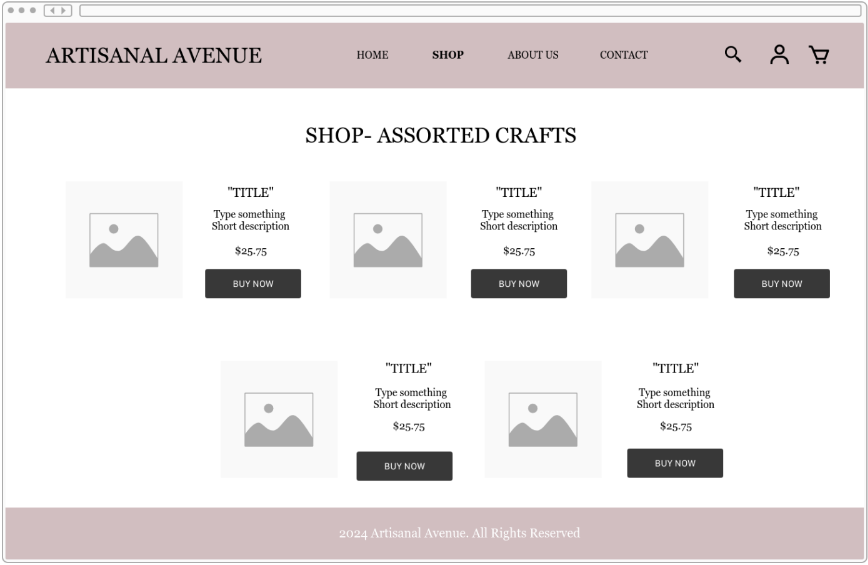 ARTISANAL AVENUE
HOME
SHOP
ABOUT US
CONTACT
SHOP- ASSORTED CRAFTS
"TITLE"
Type something
Short description
$25.75
BUY NOW
"TITLE"
Type something
Short description
$25.75
BUY NOW
"TITLE"
Type something
Short description
$25.75
BUY NOW
"TITLE"
Type something
Short description
$25.75
BUY NOW
"TITLE"
Type something
Short description
$25.75
BUY NOW
2024 Artisanal Avenue. All Rights Reserved